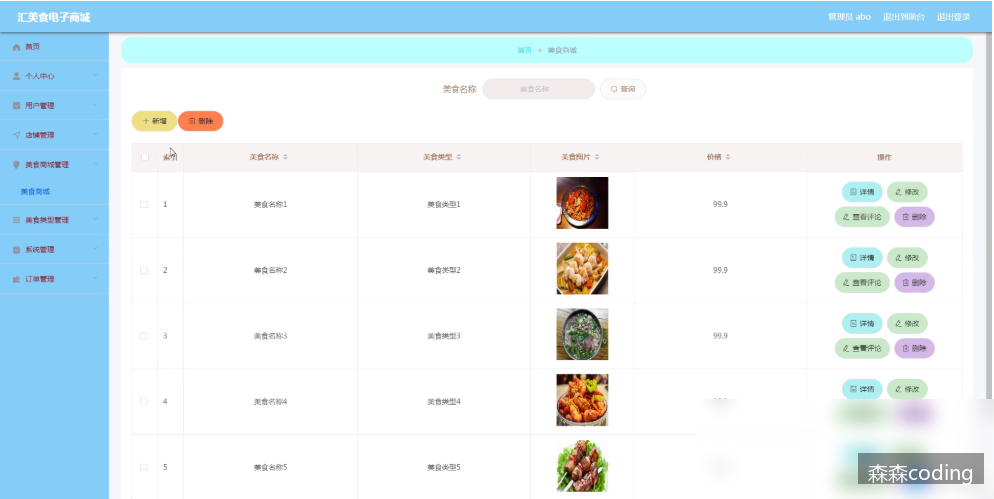 汇美食电子商城 管理员 abo 退出到前台 退出登录
首页
个人中心
用户管理
店铺管理
美食商城管理
美食商城
美食类型管理
系统管理
订单管理
首页 美食商城
美食名称 美食名称 查询
+ 新增 删除
索引 美食名称 美食类型 美食图片 价格 操作
1 美食名称1 美食类型1 99.9 详情 修改
查看评论 删除
2 美食名称2 美食类型2 99.9 详情 修改
查看评论 删除
3 美食名称3 美食类型3 99.9 详情 修改
查看评论 删除
4 美食名称4 美食类型4 详情 修改
5 美食名称5 美食类型5
森森coding